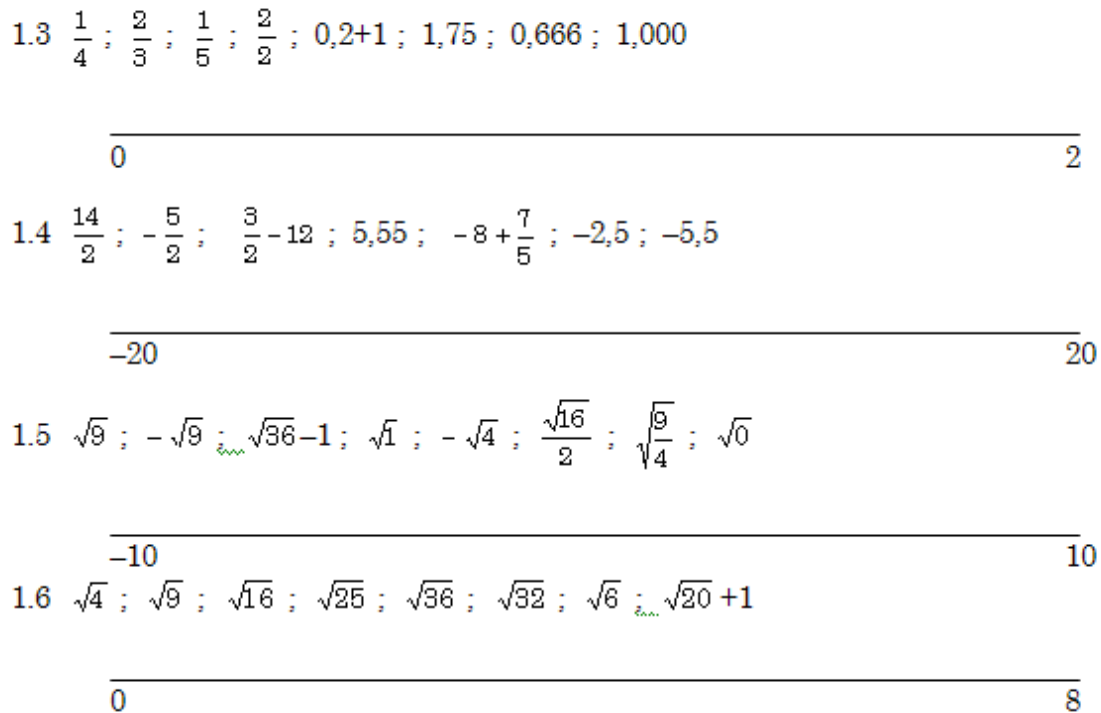 1.3 1/4 ; 2/3 ; 1/5 ; 2/2 ; 0,2+1 ; 1,75 ; 0,666 ; 1,000
0 2
1.4 14/2 ; -5/2 ; 3/2-12 ; 5,55 ; -8+7/5 ; –2,5 ; –5,5
–20 20
1.5 √9 ; -√9 ; √36–1 ; √1 ; -√4 ; √16/2 ; √(9/4) ; √0
–10 10
1.6 √4 ; √9 ; √16 ; √25 ; √36 ; √32 ; √6 ; √20 +1
0 8